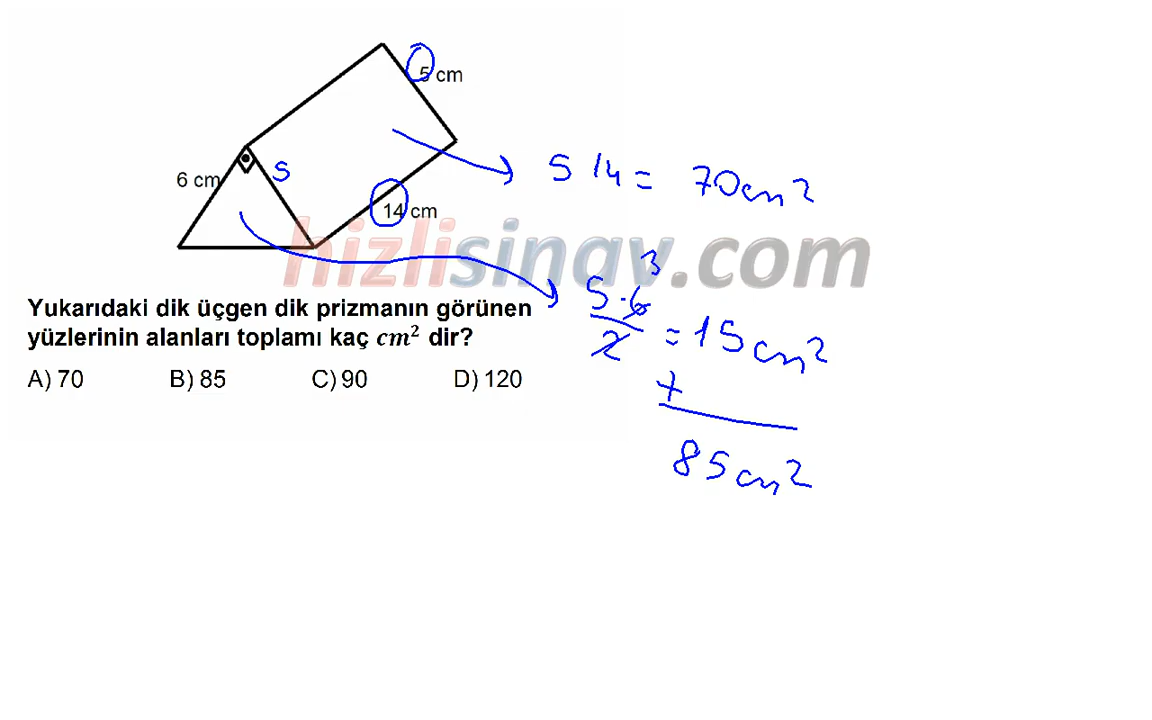 5 cm
6 cm
5
5 14 = 70cm²
14 cm
hizlisinav.com
3
5·6
2
= 15cm²
Yukarıdaki dik üçgen dik prizmanın görünen
yüzlerinin alanları toplamı kaç cm² dir?
+
A) 70 B) 85 C) 90 D) 120
85cm²